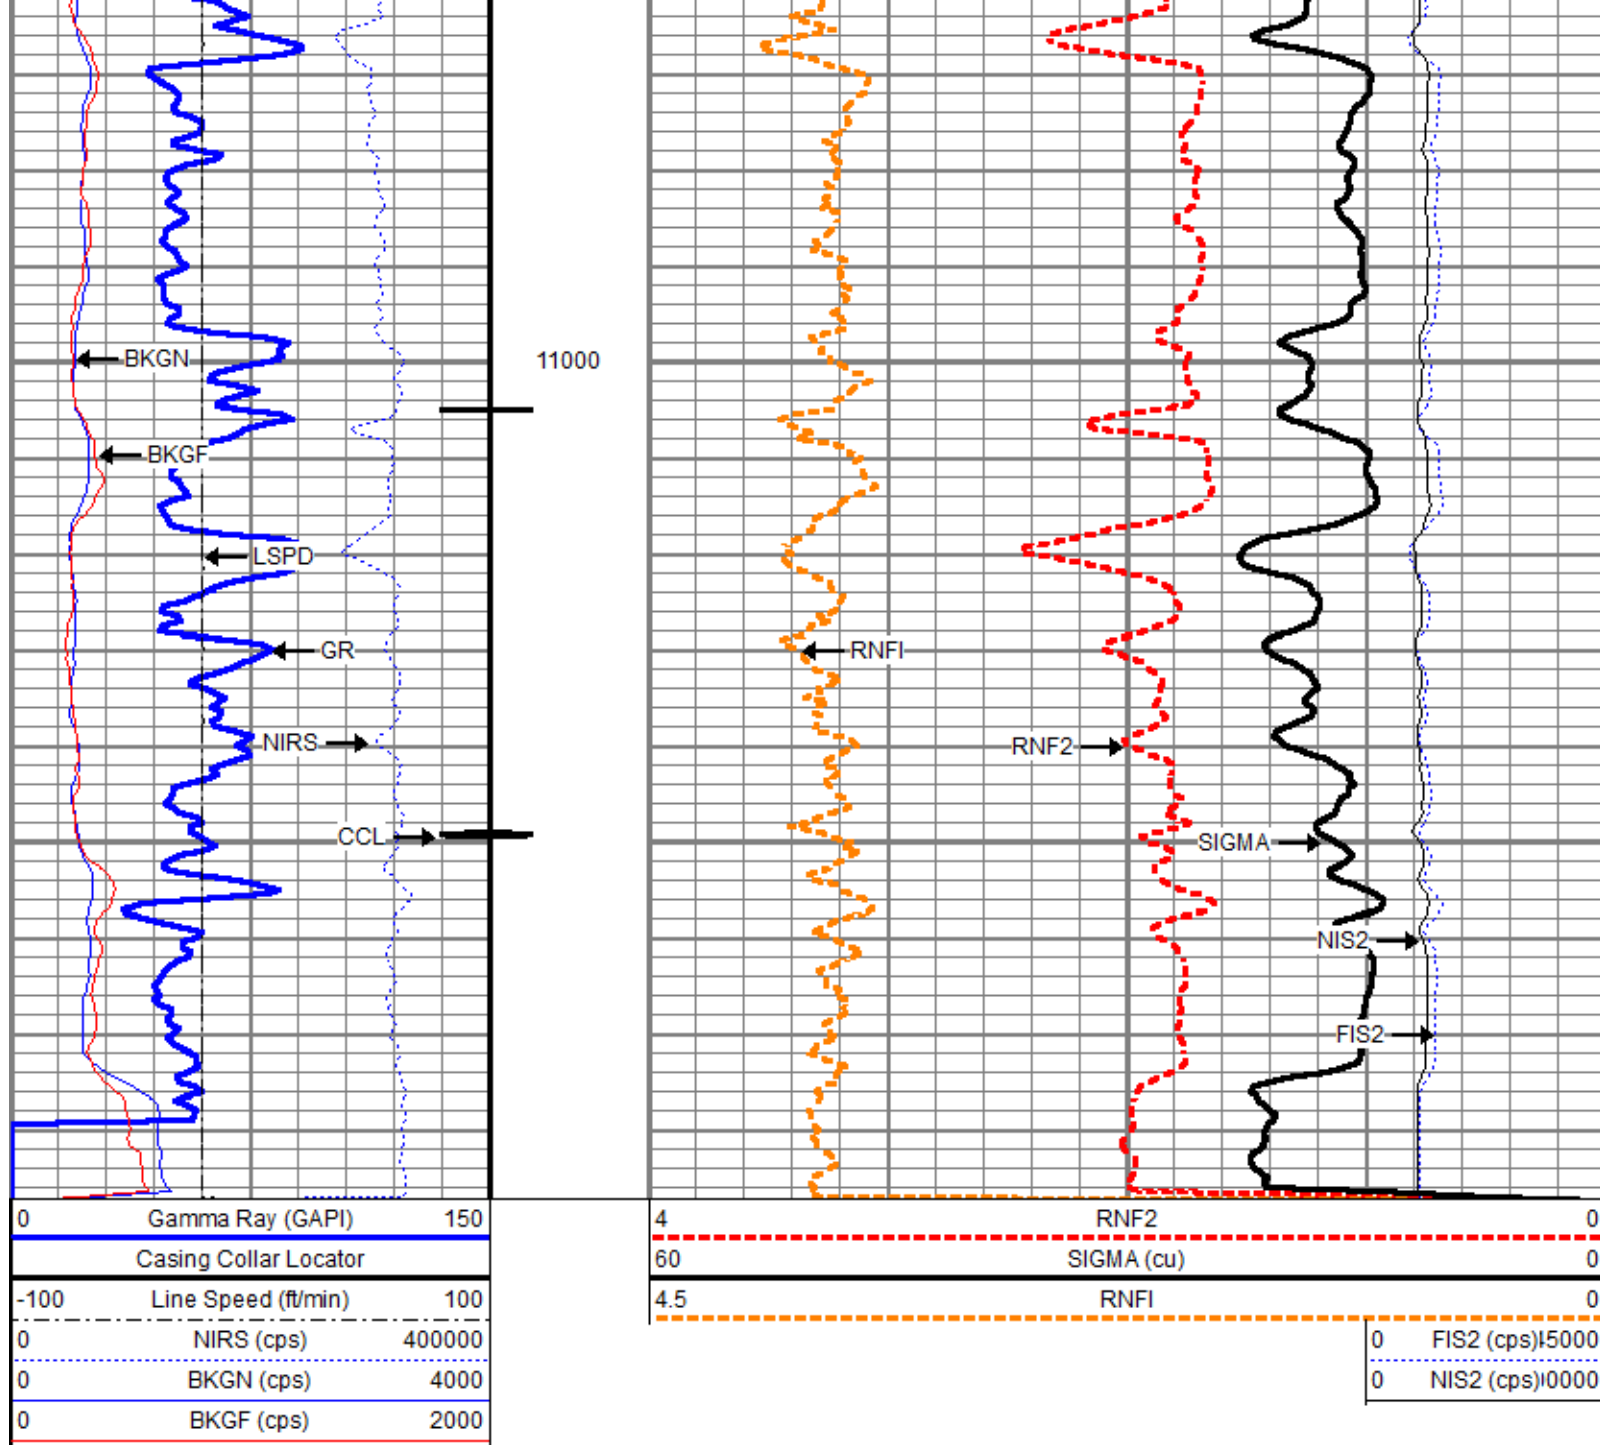 BKGN
11000
BKGF
LSPD
GR
RNFI
NIRS
RNF2
CCL
SIGMA
NIS2
FIS2
0 Gamma Ray (GAPI) 150
4 RNF2 0
Casing Collar Locator
60 SIGMA (cu) 0
-100 Line Speed (ft/min) 100
4.5 RNFI 0
0 NIRS (cps) 400000
0 FIS2 (cps) 5000
0 BKGN (cps) 4000
0 NIS2 (cps) 0000
0 BKGF (cps) 2000